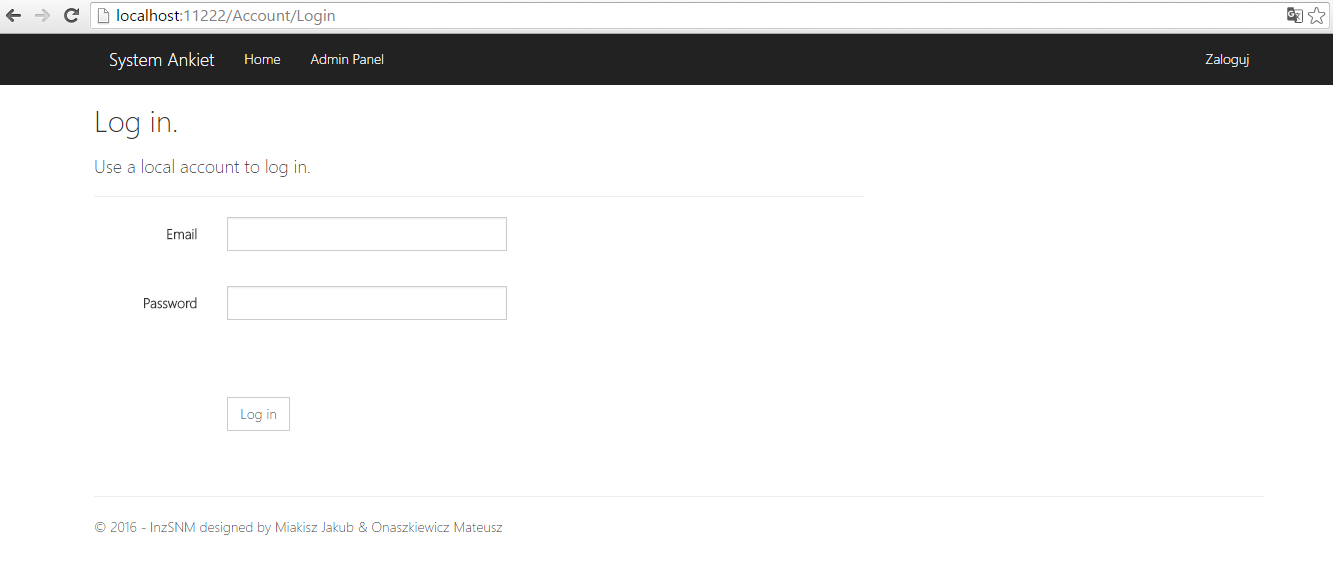 localhost:11222/Account/Login
System Ankiet Home Admin Panel Zaloguj
Log in.
Use a local account to log in.
Email
Password
Log in
© 2016 - InzSNM designed by Miakisz Jakub & Onaszkiewicz Mateusz